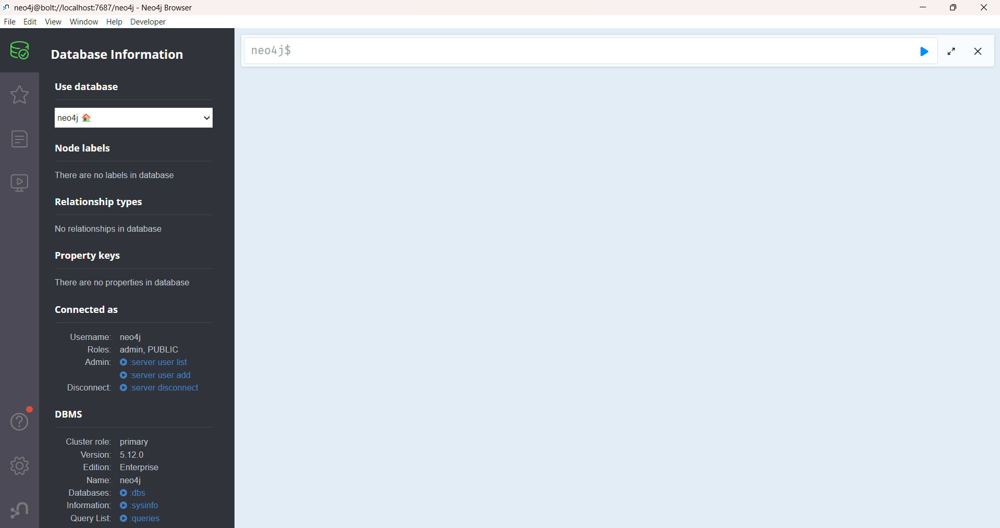 neo4j@bolt://localhost:7687/neo4j - Neo4j Browser
File Edit View Window Help Developer
Database Information
neo4j$
Use database
neo4j
Node labels
There are no labels in database
Relationship types
No relationships in database
Property keys
There are no properties in database
Connected as
Username: neo4j
Roles: admin, PUBLIC
Admin: :server user list
:server user add
Disconnect: :server disconnect
DBMS
Cluster role: primary
Version: 5.12.0
Edition: Enterprise
Name: neo4j
Databases: :dbs
Information: :sysinfo
Query List: :queries